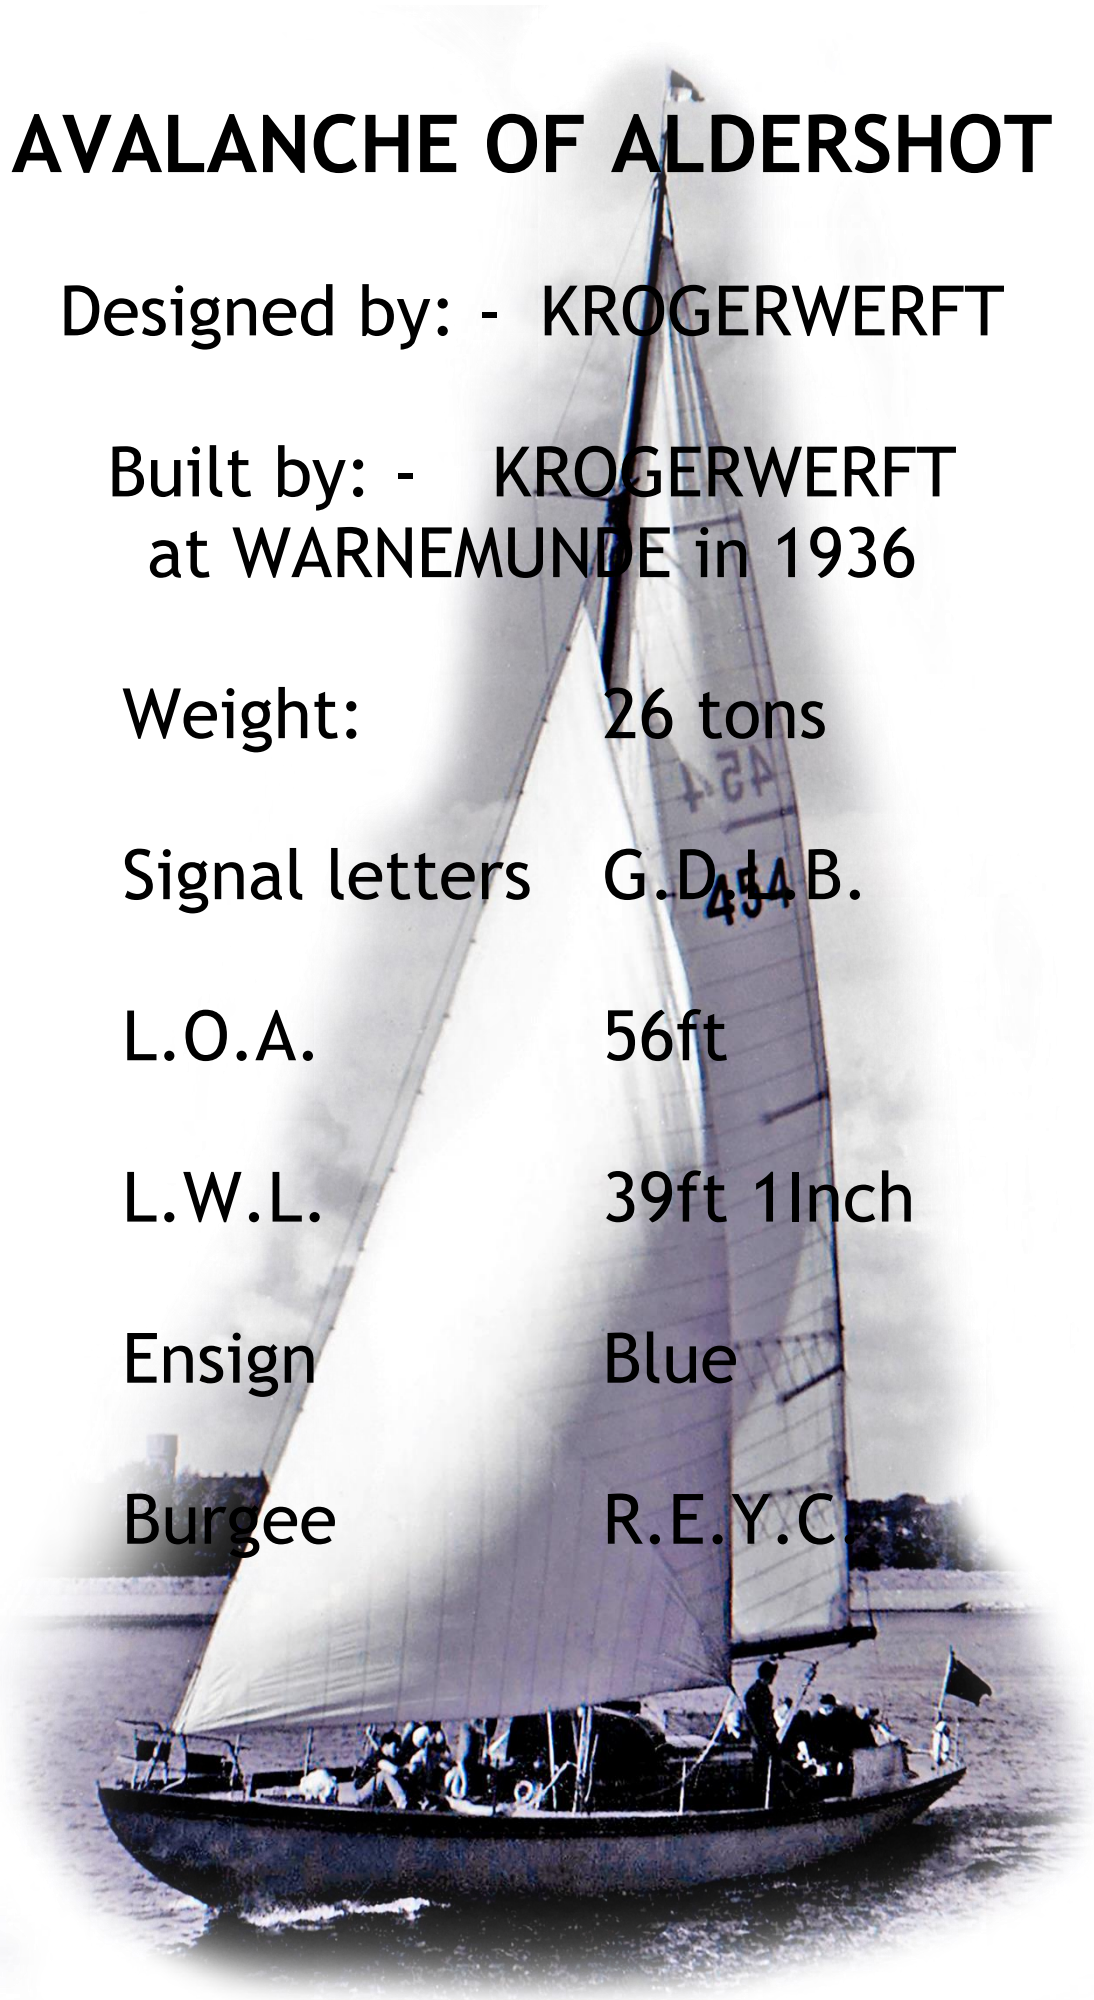 AVALANCHE OF ALDERSHOT
Designed by: - KROGERWERFT
Built by: - KROGERWERFT
at WARNEMUNDE in 1936
Weight: 26 tons
Signal letters G.D.L.B.
L.O.A. 56ft
L.W.L. 39ft 1Inch
Ensign Blue
Burgee R.E.Y.C.
454
454